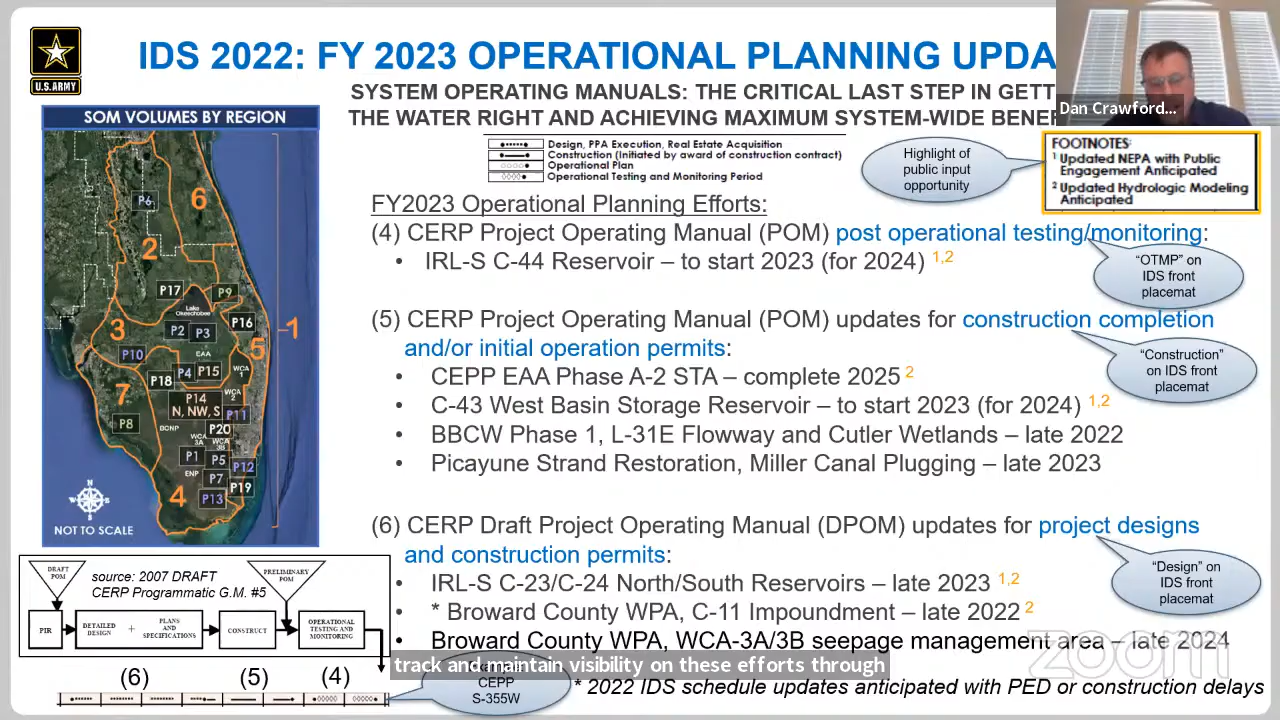 IDS 2022: FY 2023 OPERATIONAL PLANNING UPDA
U.S.ARMY
SYSTEM OPERATING MANUALS: THE CRITICAL LAST STEP IN GETT
THE WATER RIGHT AND ACHIEVING MAXIMUM SYSTEM-WIDE BENEF
Dan Crawford...
SOM VOLUMES BY REGION
Design, PPA Execution, Real Estate Acquisition
Construction (Initiated by award of construction contract)
Operational Plan
Operational Testing and Monitoring Period
Highlight of
public input
opportunity
FOOTNOTES:
1 Updated NEPA with Public
Engagement Anticipated
2 Updated Hydrologic Modeling
Anticipated
FY2023 Operational Planning Efforts:
(4) CERP Project Operating Manual (POM) post operational testing/monitoring:
• IRL-S C-44 Reservoir – to start 2023 (for 2024) 1,2
"OTMP" on
IDS front
placemat
(5) CERP Project Operating Manual (POM) updates for construction completion
and/or initial operation permits:
• CEPP EAA Phase A-2 STA – complete 2025 2
• C-43 West Basin Storage Reservoir – to start 2023 (for 2024) 1,2
• BBCW Phase 1, L-31E Flowway and Cutler Wetlands – late 2022
• Picayune Strand Restoration, Miller Canal Plugging – late 2023
"Construction"
on IDS front
placemat
(6) CERP Draft Project Operating Manual (DPOM) updates for project designs
and construction permits:
• IRL-S C-23/C-24 North/South Reservoirs – late 2023 1,2
• * Broward County WPA, C-11 Impoundment – late 2022 2
• Broward County WPA, WCA-3A/3B seepage management area – late 2024
"Design" on
IDS front
placemat
P6
6
2
P17
P9
Lake
Okeechobee
3
P2
P3
P16
1
P10
EAA
5
P4
P15
WCA
1
P18
7
WCA
2
P14
N, NW, S
P11
P8
BCNP
WCA
3A
P20
WCA
3B
P1
P5
P12
ENP
P7
P19
4
P13
N
W
E
S
NOT TO SCALE
DRAFT
POM
source: 2007 DRAFT
CERP Programmatic G.M. #5
PRELIMINARY
POM
PIR
DETAILED
DESIGN
+
PLANS
AND
SPECIFICATIONS
CONSTRUCT
OPERATIONAL
TESTING AND
MONITORING
(6)
(5)
(4)
track and maintain visibility on these efforts through
CEPP
S-355W
zoom
* 2022 IDS schedule updates anticipated with PED or construction delays